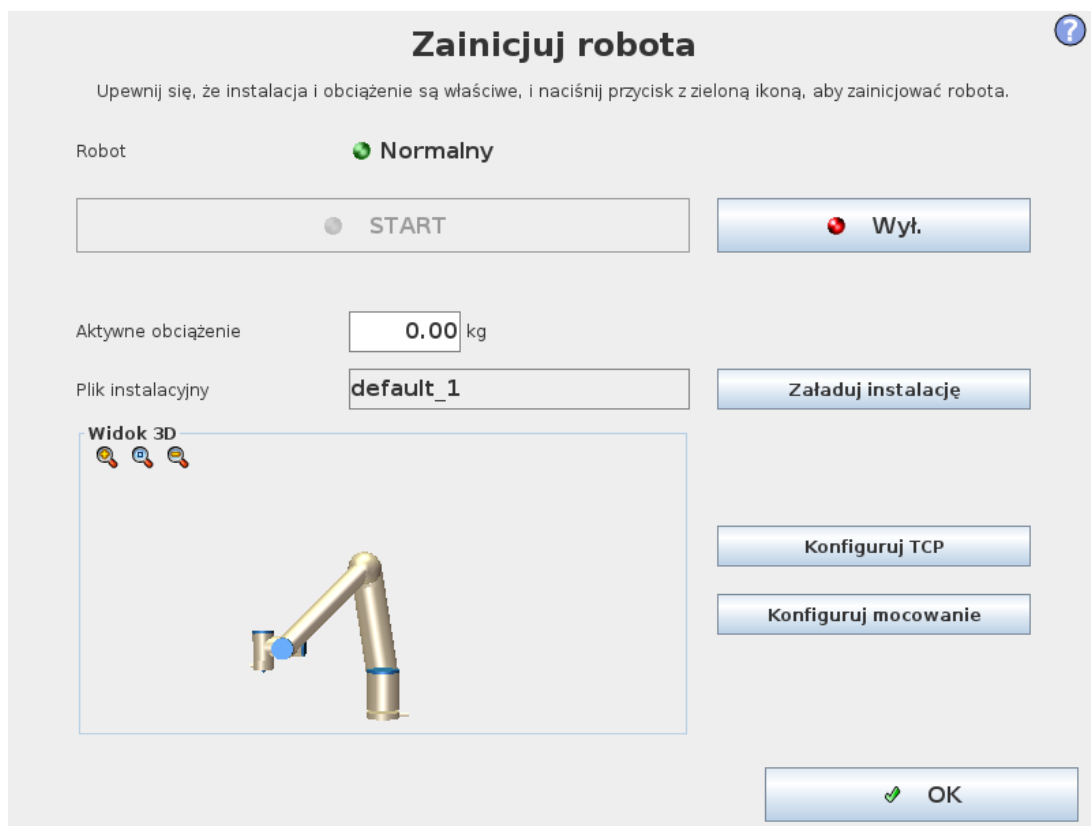 Zainicjuj robota
?
Upewnij się, że instalacja i obciążenie są właściwe, i naciśnij przycisk z zieloną ikoną, aby zainicjować robota.
Robot Normalny
START Wył.
Aktywne obciążenie 0.00 kg
Plik instalacyjny default_1 Załaduj instalację
Widok 3D
Konfiguruj TCP
Konfiguruj mocowanie
OK